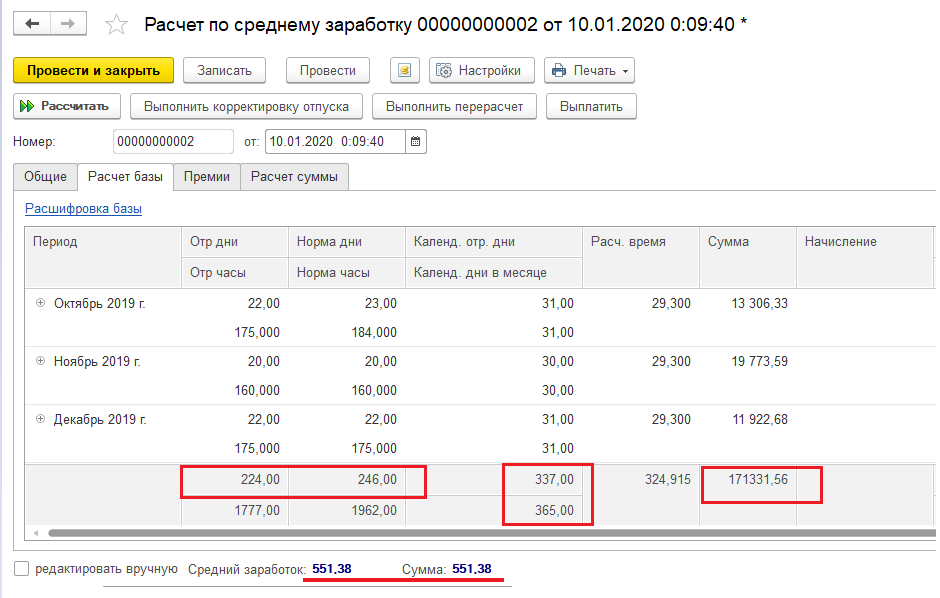 Расчет по среднему заработку 00000000002 от 10.01.2020 0:09:40 *
Провести и закрыть Записать Провести Настройки Печать
Рассчитать Выполнить корректировку отпуска Выполнить перерасчет Выплатить
Номер: 00000000002 от: 10.01.2020 0:09:40
Общие Расчет базы Премии Расчет суммы
Расшифровка базы
Период Отр дни Норма дни Календ. отр. дни Расч. время Сумма Начисление
Отр часы Норма часы Календ. дни в месяце
Октябрь 2019 г. 22,00 23,00 31,00 29,300 13 306,33
175,000 184,000 31,00
Ноябрь 2019 г. 20,00 20,00 30,00 29,300 19 773,59
160,000 160,000 30,00
Декабрь 2019 г. 22,00 22,00 31,00 29,300 11 922,68
175,000 175,000 31,00
224,00 246,00 337,00 324,915 171331,56
1777,00 1962,00 365,00
редактировать вручную Средний заработок: 551,38 Сумма: 551,38